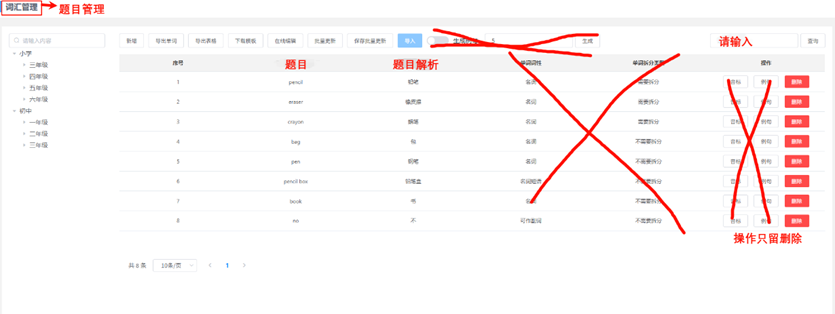 词汇管理 题目管理
请输入内容 新增 导出单词 导出表格 下载模板 在线编案 批量更新 保存批量更新 导入 5 生成 请输入 查询
小学
三年级
四年级
五年级
六年级
初中
一年级
二年级
三年级
序号 题目 题目解析 单词词性 操作
1 pencil 铅笔 名词 需要拆分 音标 例句 删除
2 eraser 橡皮擦 名词 需要拆分 音标 例句 删除
3 crayon 蜡笔 名词 需要拆分 音标 例句 删除
4 bag 包 名词 不需要拆分 音标 例句 删除
5 pen 钢笔 名词 不需要拆分 音标 例句 删除
6 pencil box 铅笔盒 名词短语 不需要拆分 音标 例句 删除
7 book 书 名词 不需要拆分 音标 例句 删除
8 no 不 可作副词 不需要拆分 音标 例句 删除
操作只留删除
共 8 条 10条/页 1